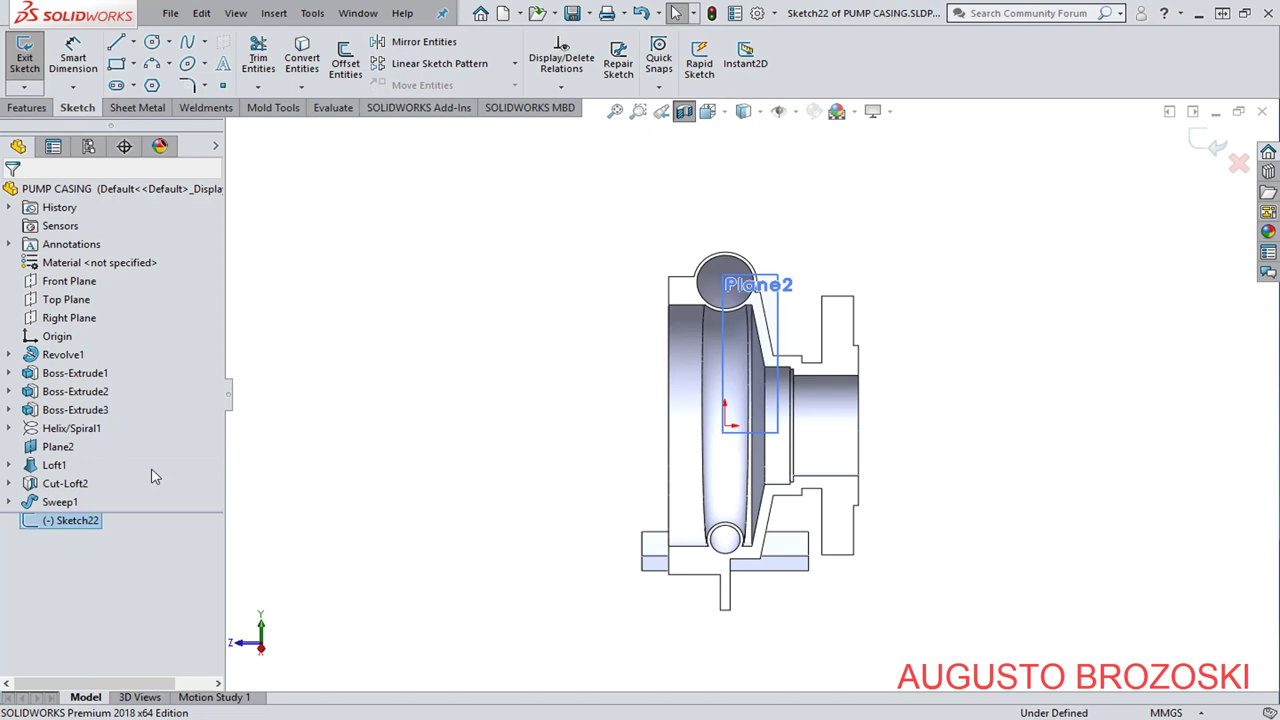 SOLIDWORKS File Edit View Insert Tools Window Help Sketch22 of PUMP CASING.SLDP... Search Community Forum
Exit Sketch Smart Dimension Trim Entities Convert Entities Offset Entities Mirror Entities Linear Sketch Pattern Move Entities Display/Delete Relations Repair Sketch Quick Snaps Rapid Sketch Instant2D
Features Sketch Sheet Metal Weldments Mold Tools Evaluate SOLIDWORKS Add-Ins SOLIDWORKS MBD
PUMP CASING (Default<<Default>_Displa
History
Sensors
Annotations
Material <not specified>
Front Plane
Top Plane
Right Plane
Origin
Revolve1
Boss-Extrude1
Boss-Extrude2
Boss-Extrude3
Helix/Spiral1
Plane2
Loft1
Cut-Loft2
Sweep1
(-) Sketch22
Plane2
Y
Z
X
AUGUSTO BROZOSKI
Model 3D Views Motion Study 1
SOLIDWORKS Premium 2018 x64 Edition Under Defined MMGS